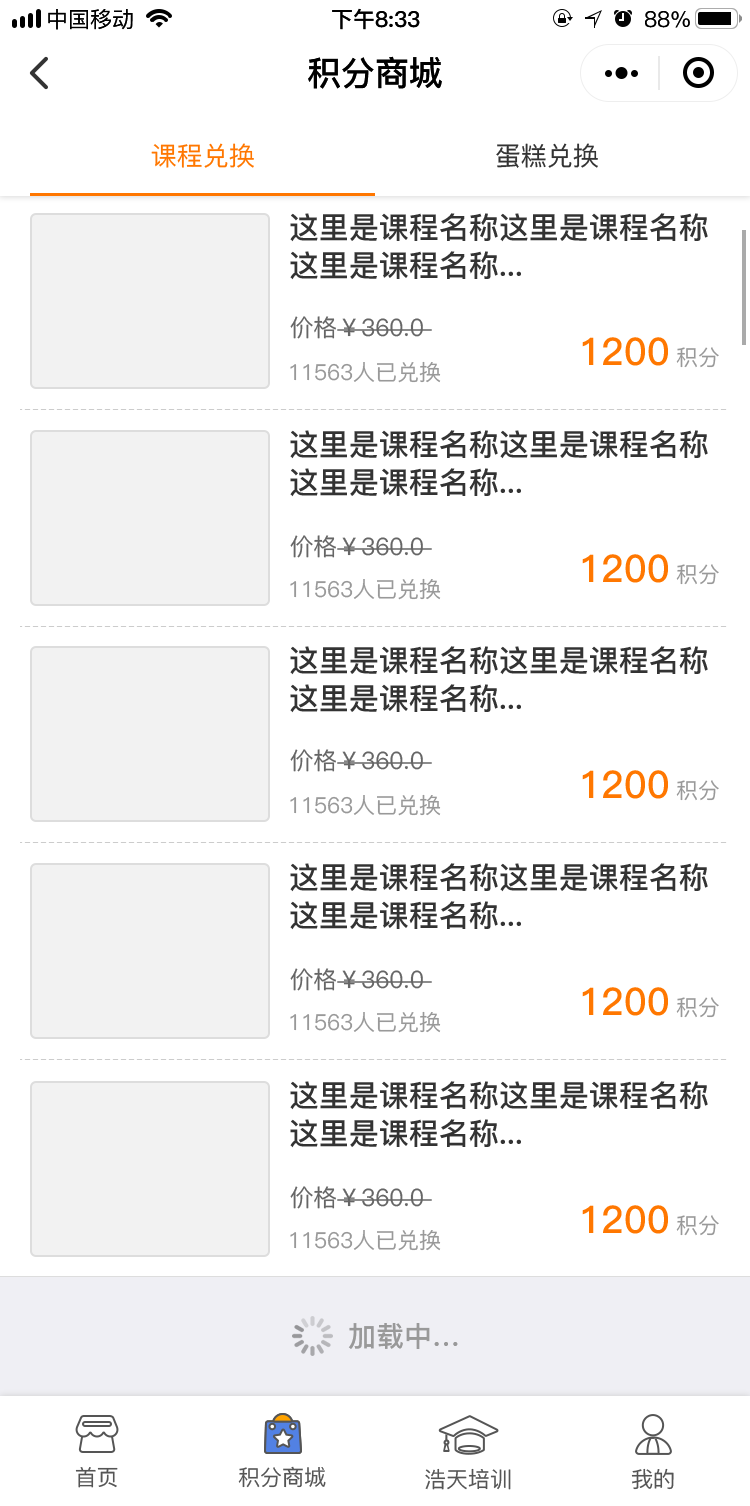 中国移动 下午8:33 88%
积分商城
课程兑换 蛋糕兑换
这里是课程名称这里是课程名称
这里是课程名称...
价格¥360.0
1200 积分
11563人已兑换
这里是课程名称这里是课程名称
这里是课程名称...
价格¥360.0
1200 积分
11563人已兑换
这里是课程名称这里是课程名称
这里是课程名称...
价格¥360.0
1200 积分
11563人已兑换
这里是课程名称这里是课程名称
这里是课程名称...
价格¥360.0
1200 积分
11563人已兑换
这里是课程名称这里是课程名称
这里是课程名称...
价格¥360.0
1200 积分
11563人已兑换
加载中...
首页 积分商城 浩天培训 我的